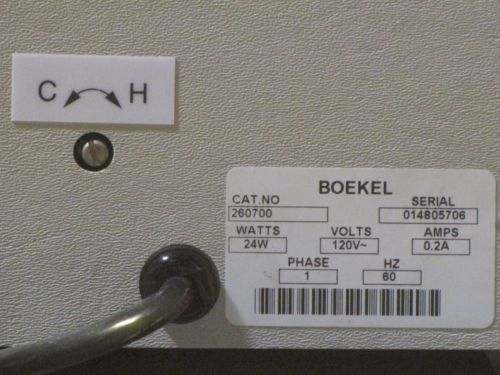 C H
BOEKEL
CAT.NO SERIAL
260700 014805706
WATTS VOLTS AMPS
24W 120V~ 0.2A
PHASE HZ
1 60